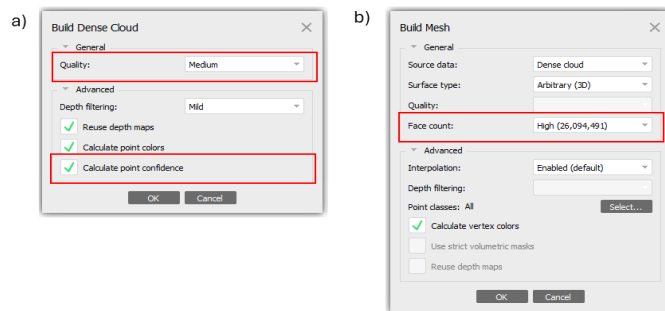 a)
Build Dense Cloud
General
Quality: Medium
Advanced
Depth filtering: Mild
Reuse depth maps
Calculate point colors
Calculate point confidence
OK Cancel
b)
Build Mesh
General
Source data: Dense cloud
Surface type: Arbitrary (3D)
Quality:
Face count: High (26,094,491)
Advanced
Interpolation: Enabled (default)
Depth filtering:
Point classes: All Select...
Calculate vertex colors
Use strict volumetric masks
Reuse depth maps
OK Cancel